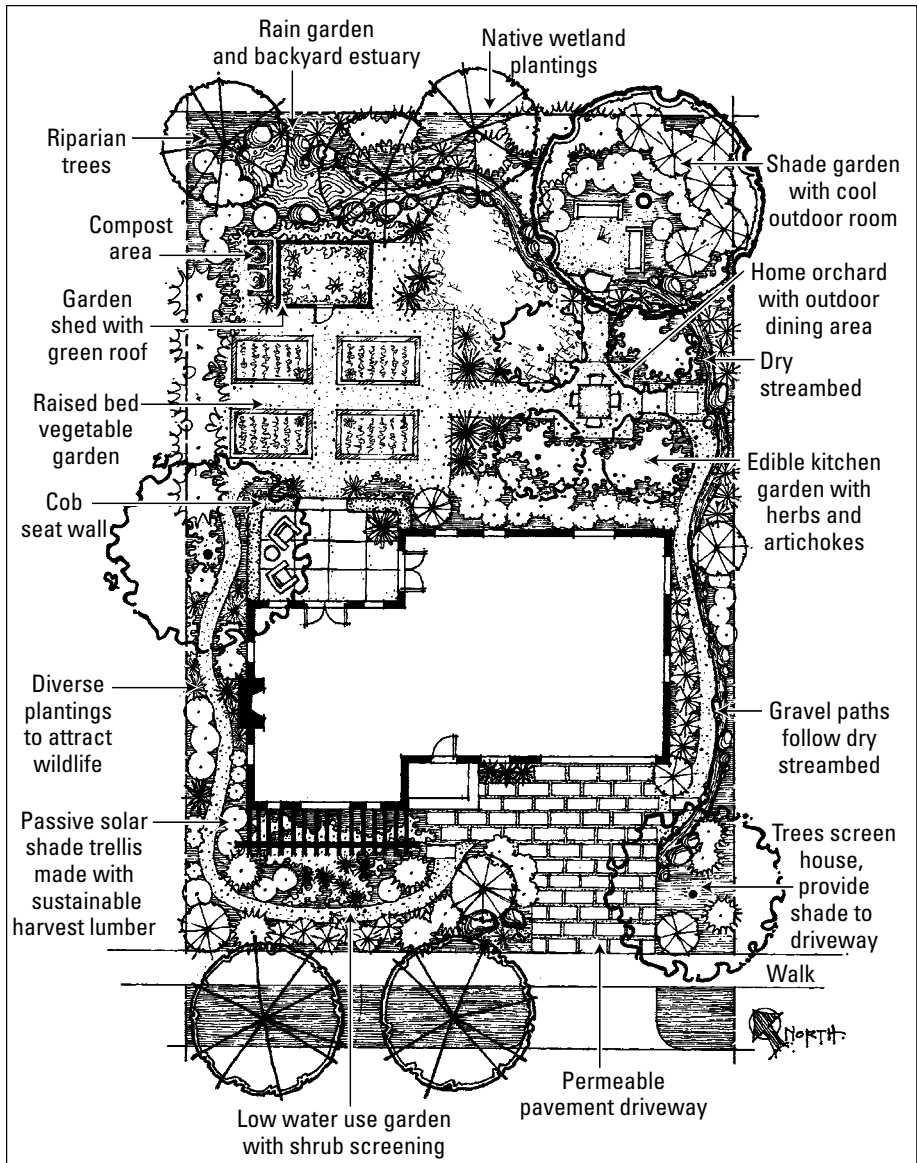 Rain garden
and backyard estuary
Native wetland
plantings
Riparian
trees
Shade garden
with cool
outdoor room
Compost
area
Home orchard
with outdoor
dining area
Garden
shed with
green roof
Dry
streambed
Raised bed
vegetable
garden
Edible kitchen
garden with
herbs and
artichokes
Cob
seat wall
Diverse
plantings
to attract
wildlife
Gravel paths
follow dry
streambed
Passive solar
shade trellis
made with
sustainable
harvest lumber
Trees screen
house,
provide
shade to
driveway
Walk
NORTH
Permeable
pavement driveway
Low water use garden
with shrub screening